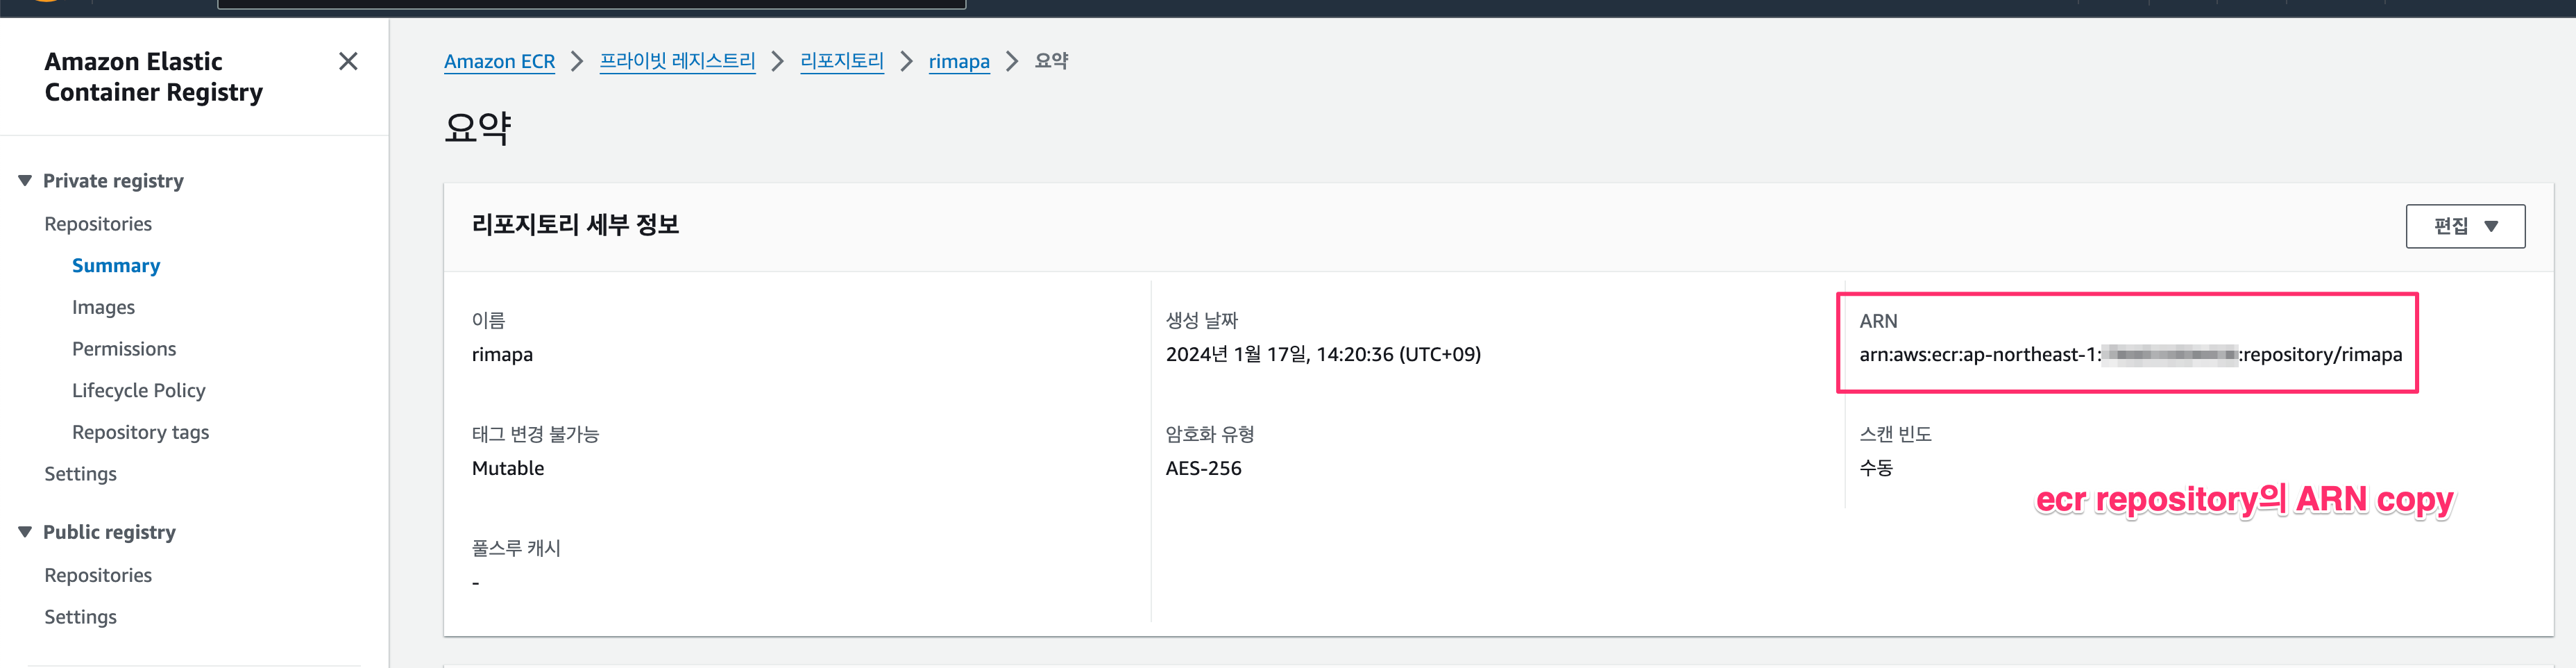 Amazon Elastic
Container Registry
Private registry
Repositories
Summary
Images
Permissions
Lifecycle Policy
Repository tags
Settings
Public registry
Repositories
Settings
Amazon ECR > 프라이빗 레지스트리 > 리포지토리 > rimapa > 요약
요약
리포지토리 세부 정보
편집
이름
rimapa
생성 날짜
2024년 1월 17일, 14:20:36 (UTC+09)
ARN
arn:aws:ecr:ap-northeast-1: :repository/rimapa
태그 변경 불가능
Mutable
암호화 유형
AES-256
스캔 빈도
수동
ecr repository의 ARN copy
풀스루 캐시
-